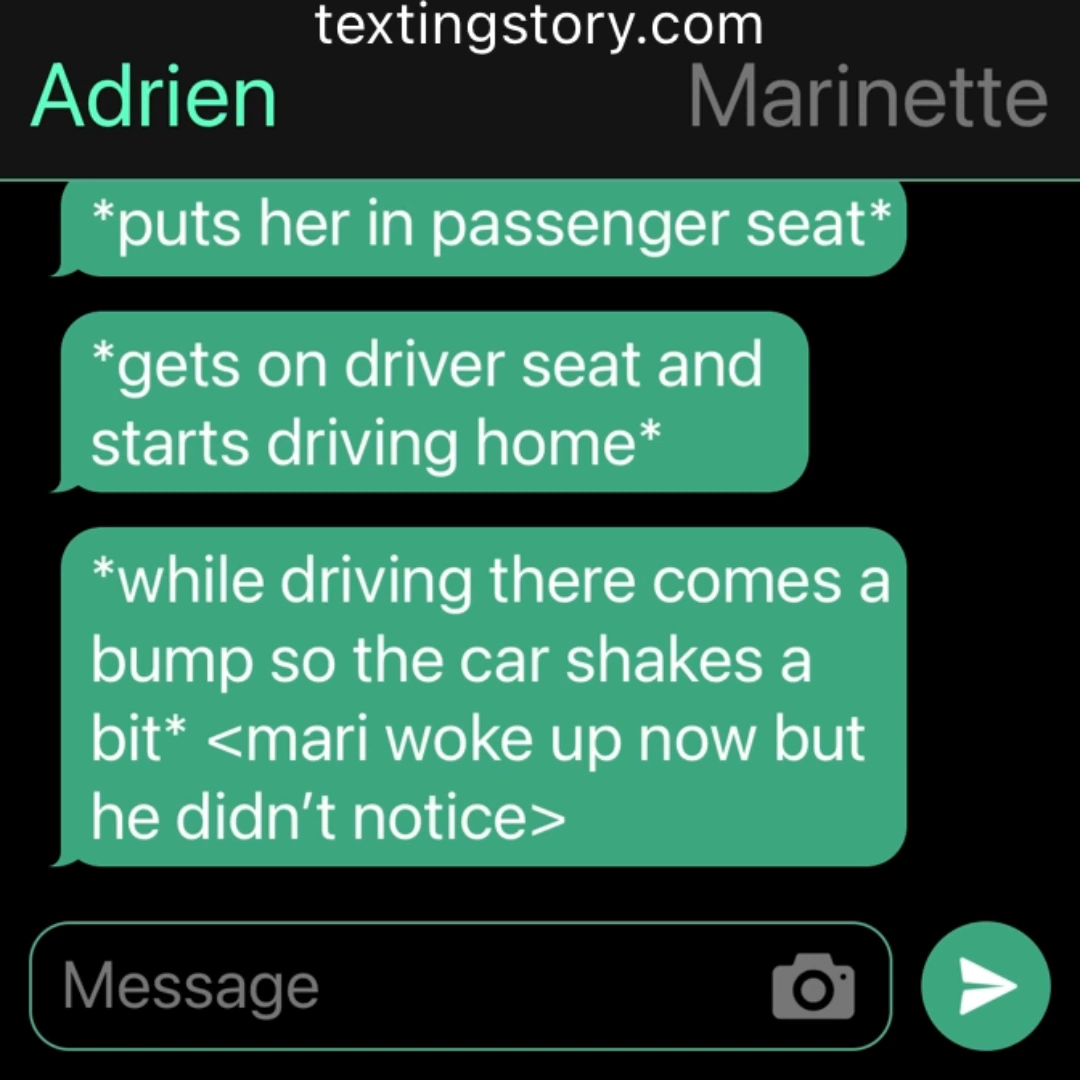 textingstory.com
Adrien
Marinette
*puts her in passenger seat*
*gets on driver seat and
starts driving home*
*while driving there comes a
bump so the car shakes a
bit* <mari woke up now but
he didn’t notice>
Message